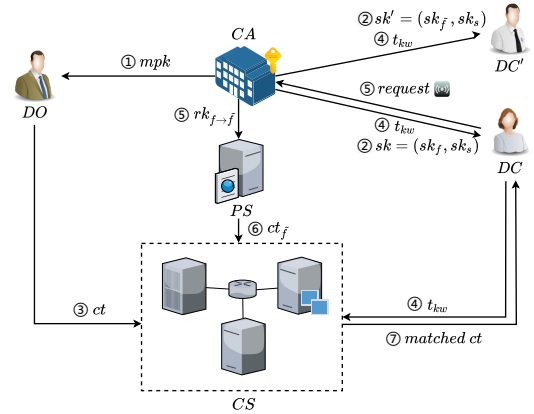 CA
② sk′ = (sk_f̃, sk_s)
④ t_kw
DC′
① mpk
⑤ request
DO
⑤ rk_{f→f̃}
④ t_kw
② sk = (sk_f, sk_s)
DC
PS
⑥ ct_f̃
③ ct
④ t_kw
⑦ matched ct
CS